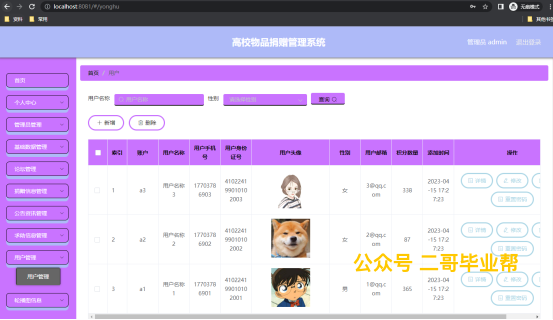 localhost:8081/#/yonghu
无痕模式
资料 常用
其他书签
高校物品捐赠管理系统
管理员 admin 退出登录
首页
首页 / 用户
个人中心
用户名称 用户名称 性别 请选择性别 查询
管理员管理
+ 新增 删除
基础数据管理
论坛管理
索引 账户 用户名称 用户手机号 用户身份证号 用户头像 性别 用户邮箱 积分数量 添加时间 操作
1 a3 用户名称3 17703786903 410224199010102003 女 3@qq.com 338 2023-04-15 17:27:23 详情 修改 重置密码
捐赠物资管理
公告资讯管理
2 a2 用户名称2 17703786902 410224199010102002 女 2@qq.com 87 2023-04-15 17:27:23 详情 修改 重置密码
求助信息管理
用户管理
用户管理
3 a1 用户名称1 17703786901 410224199010102001 男 1@qq.com 365 2023-04-15 17:27:23 详情 修改 重置密码
轮播图信息
公众号 二哥毕业帮